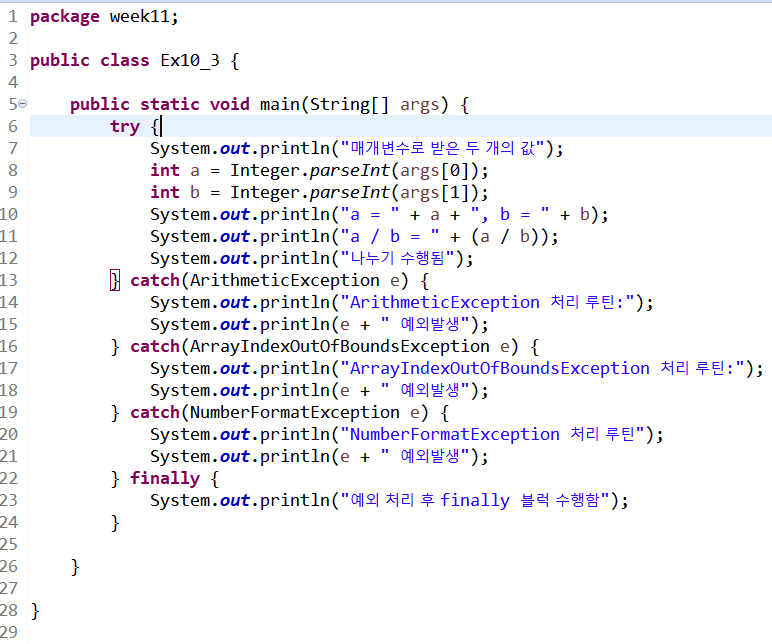 1 package week11;
2
3 public class Ex10_3 {
4
5 public static void main(String[] args) {
6 try {
7 System.out.println("매개변수로 받은 두 개의 값");
8 int a = Integer.parseInt(args[0]);
9 int b = Integer.parseInt(args[1]);
10 System.out.println("a = " + a + ", b = " + b);
11 System.out.println("a / b = " + (a / b));
12 System.out.println("나누기 수행됨");
13 } catch(ArithmeticException e) {
14 System.out.println("ArithmeticException 처리 루틴:");
15 System.out.println(e + " 예외발생");
16 } catch(ArrayIndexOutOfBoundsException e) {
17 System.out.println("ArrayIndexOutOfBoundsException 처리 루틴:");
18 System.out.println(e + " 예외발생");
19 } catch(NumberFormatException e) {
20 System.out.println("NumberFormatException 처리 루틴");
21 System.out.println(e + " 예외발생");
22 } finally {
23 System.out.println("예외 처리 후 finally 블럭 수행함");
24 }
25
26 }
27
28 }
29